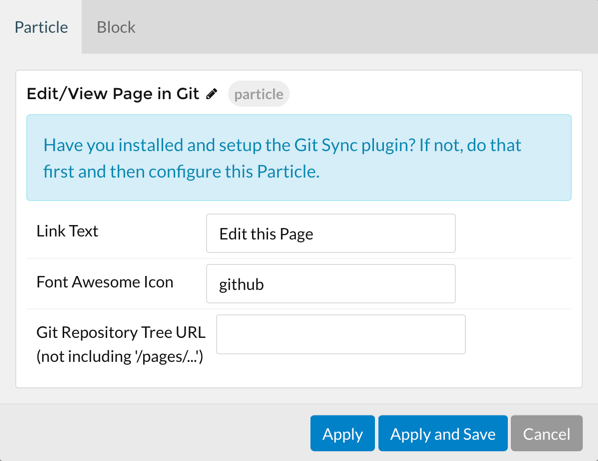 Particle Block
Edit/View Page in Git particle
Have you installed and setup the Git Sync plugin? If not, do that
first and then configure this Particle.
Link Text Edit this Page
Font Awesome Icon github
Git Repository Tree URL
(not including '/pages/...')
Apply Apply and Save Cancel